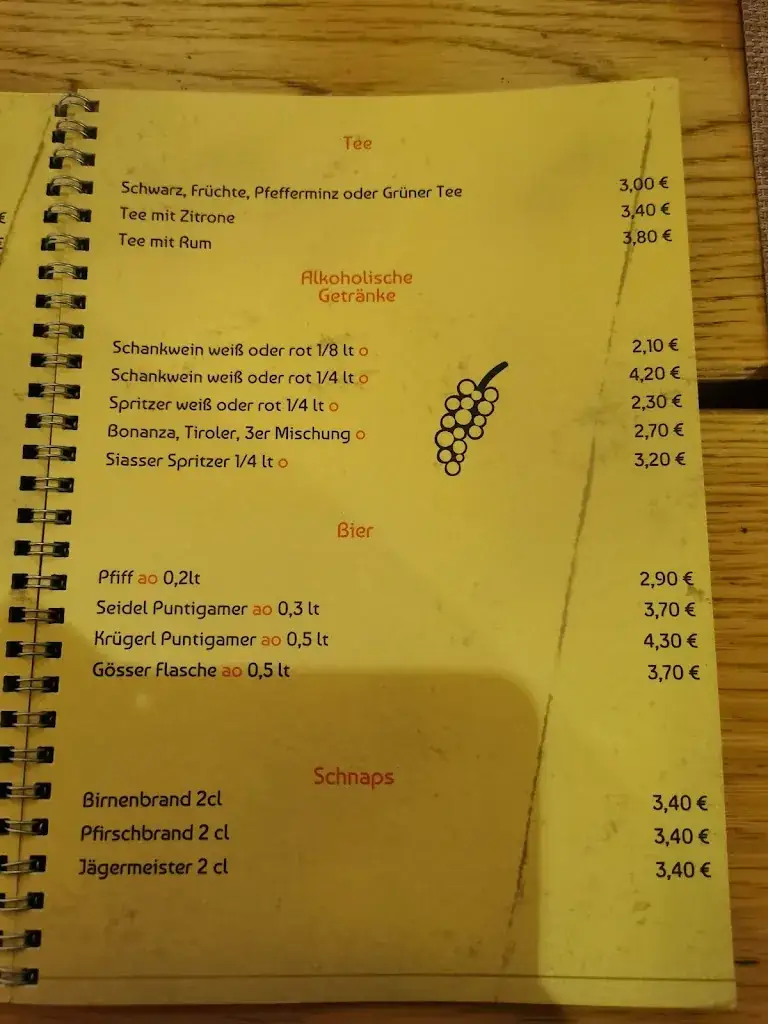 Tee
Schwarz, Früchte, Pfefferminz oder Grüner Tee 3,00 €
Tee mit Zitrone 3,40 €
Tee mit Rum 3,80 €
Alkoholische
Getränke
Schankwein weiß oder rot 1/8 lt o 2,10 €
Schankwein weiß oder rot 1/4 lt o 4,20 €
Spritzer weiß oder rot 1/4 lt o 2,30 €
Bonanza, Tiroler, 3er Mischung o 2,70 €
Siasser Spritzer 1/4 lt o 3,20 €
Bier
Pfiff ao 0,2lt 2,90 €
Seidel Puntigamer ao 0,3 lt 3,70 €
Krügerl Puntigamer ao 0,5 lt 4,30 €
Gösser Flasche ao 0,5 lt 3,70 €
Schnaps
Birnenbrand 2cl 3,40 €
Pfirschbrand 2 cl 3,40 €
Jägermeister 2 cl 3,40 €